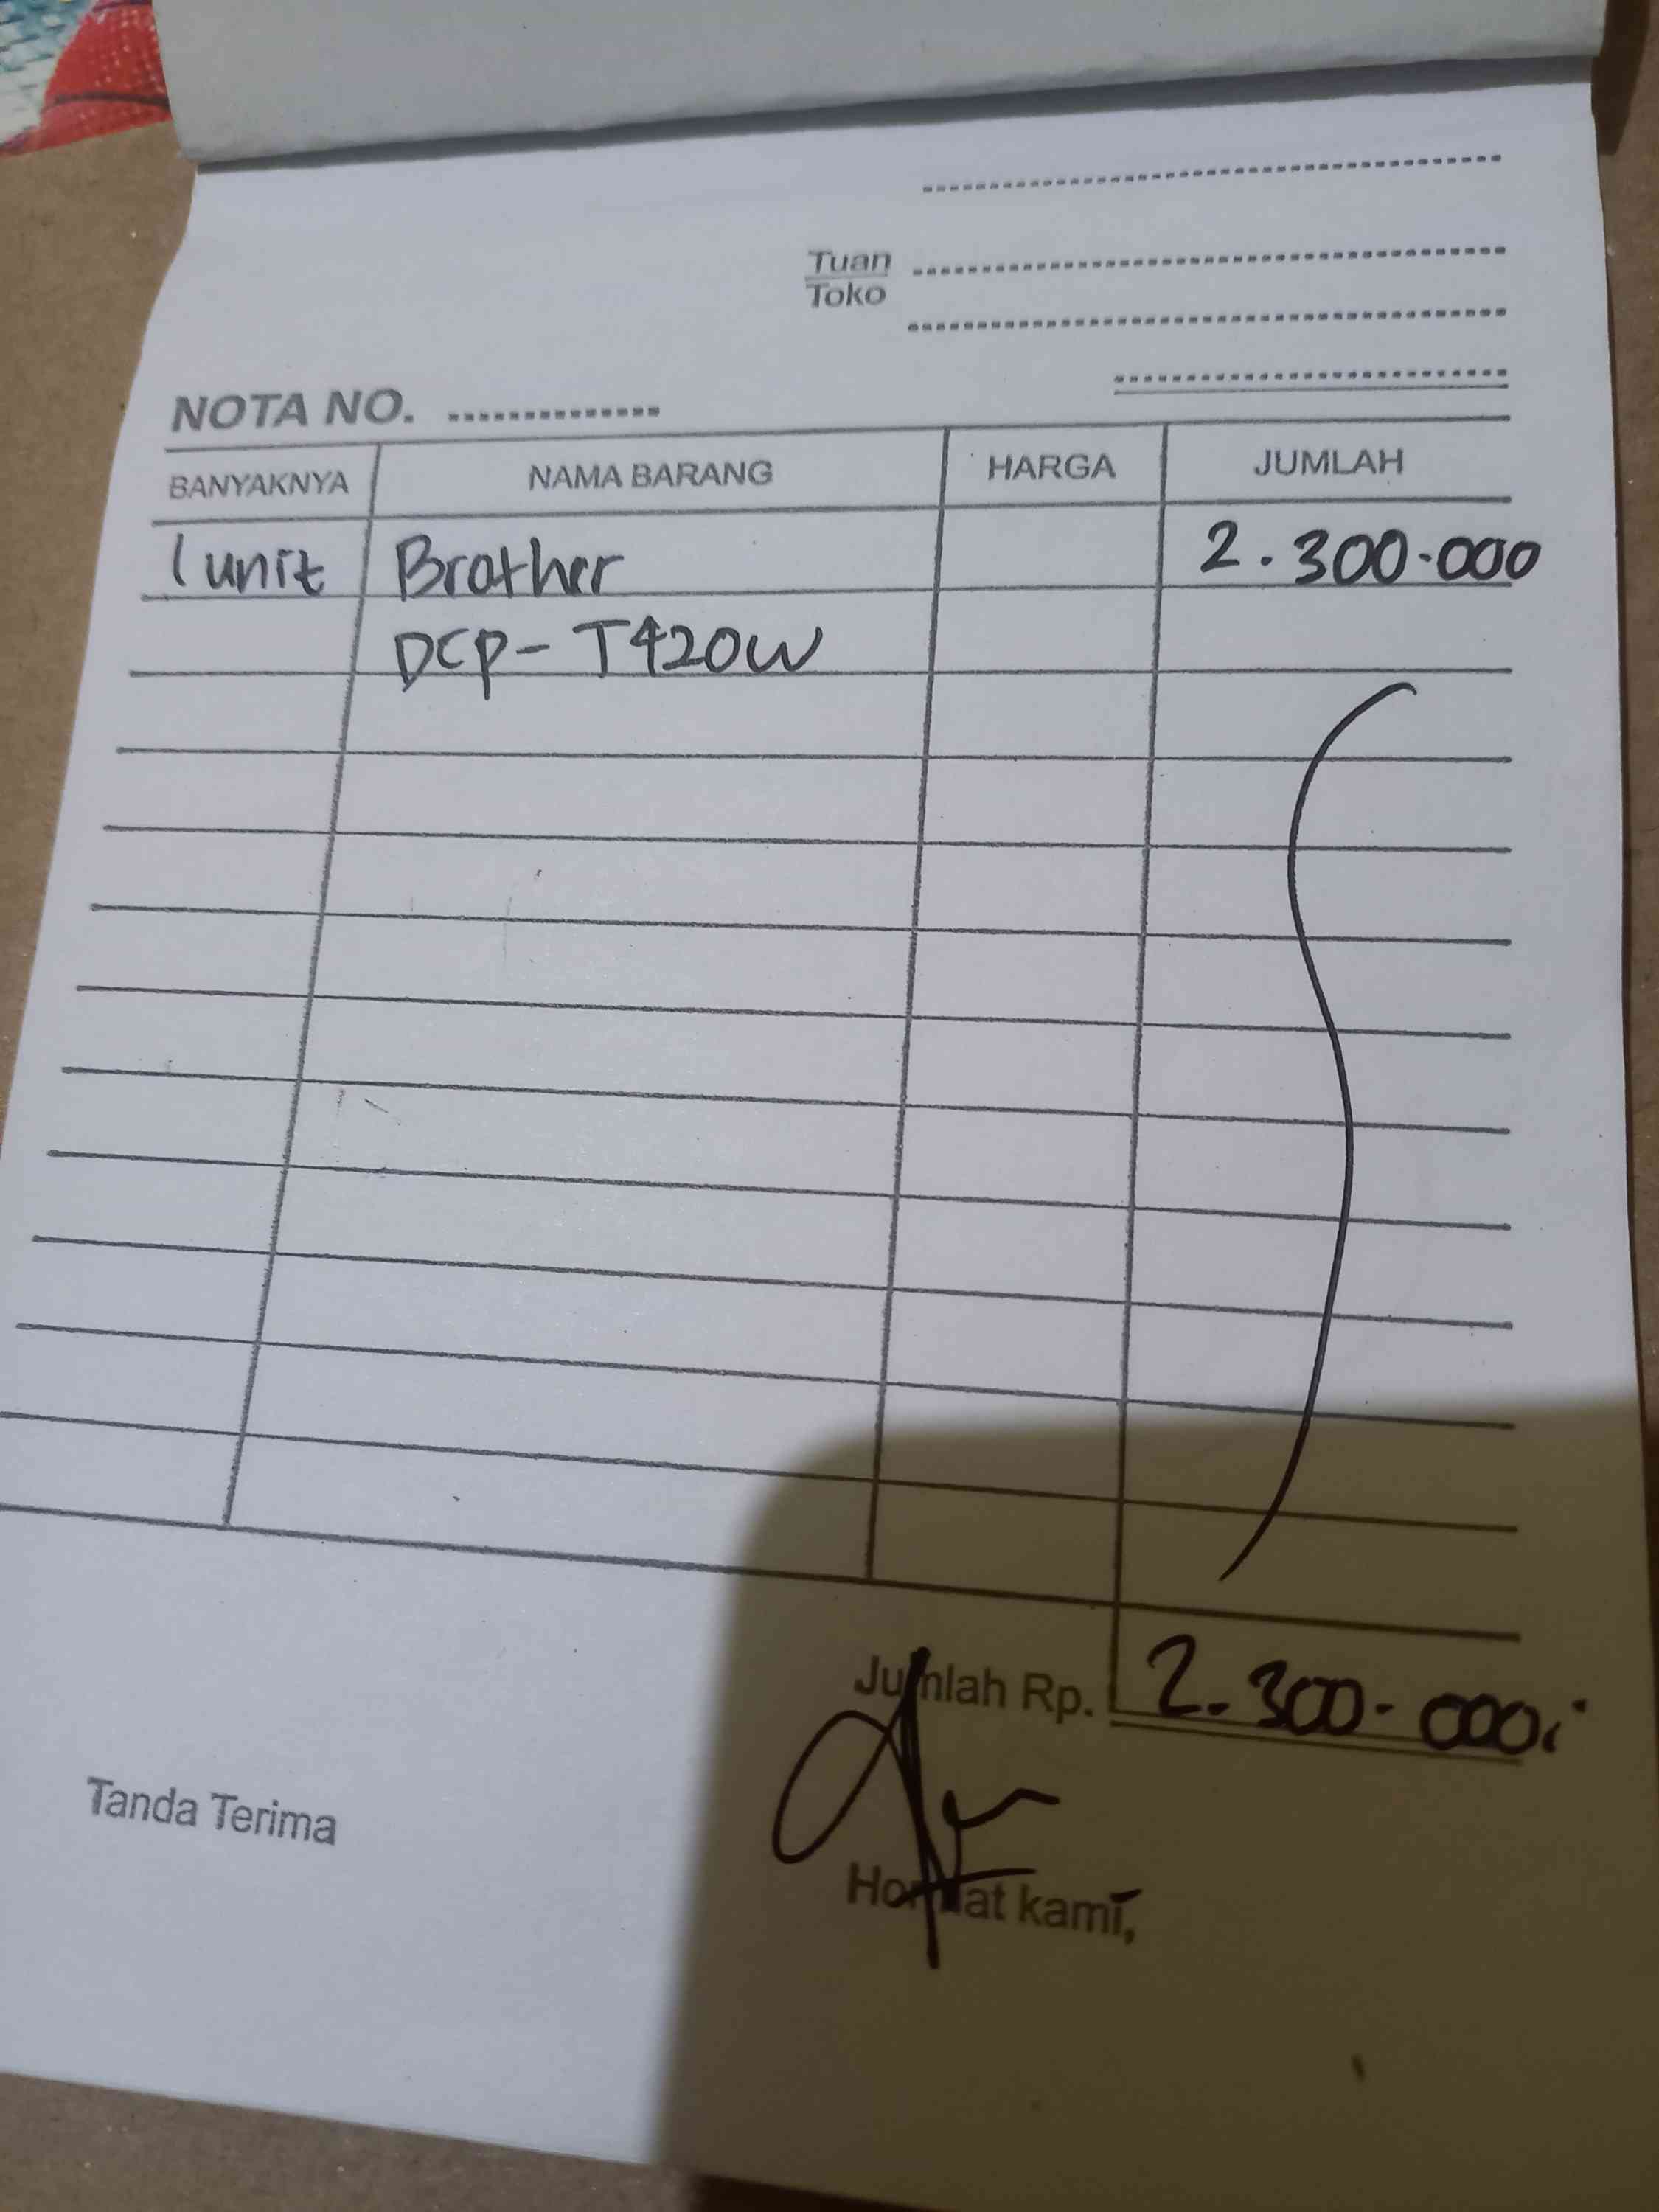 Tuan
Toko
NOTA NO.
BANYAKNYA NAMA BARANG HARGA JUMLAH
1 unit Brother 2.300.000
DCP-T420W
Jumlah Rp. 2.300.000,-
Tanda Terima
Hormat kami,